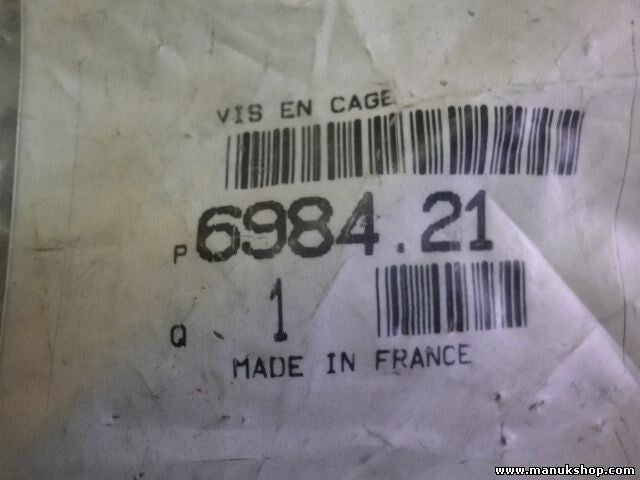 VIS EN CAGE
P 6984.21
Q 1
MADE IN FRANCE
www.manukshop.com